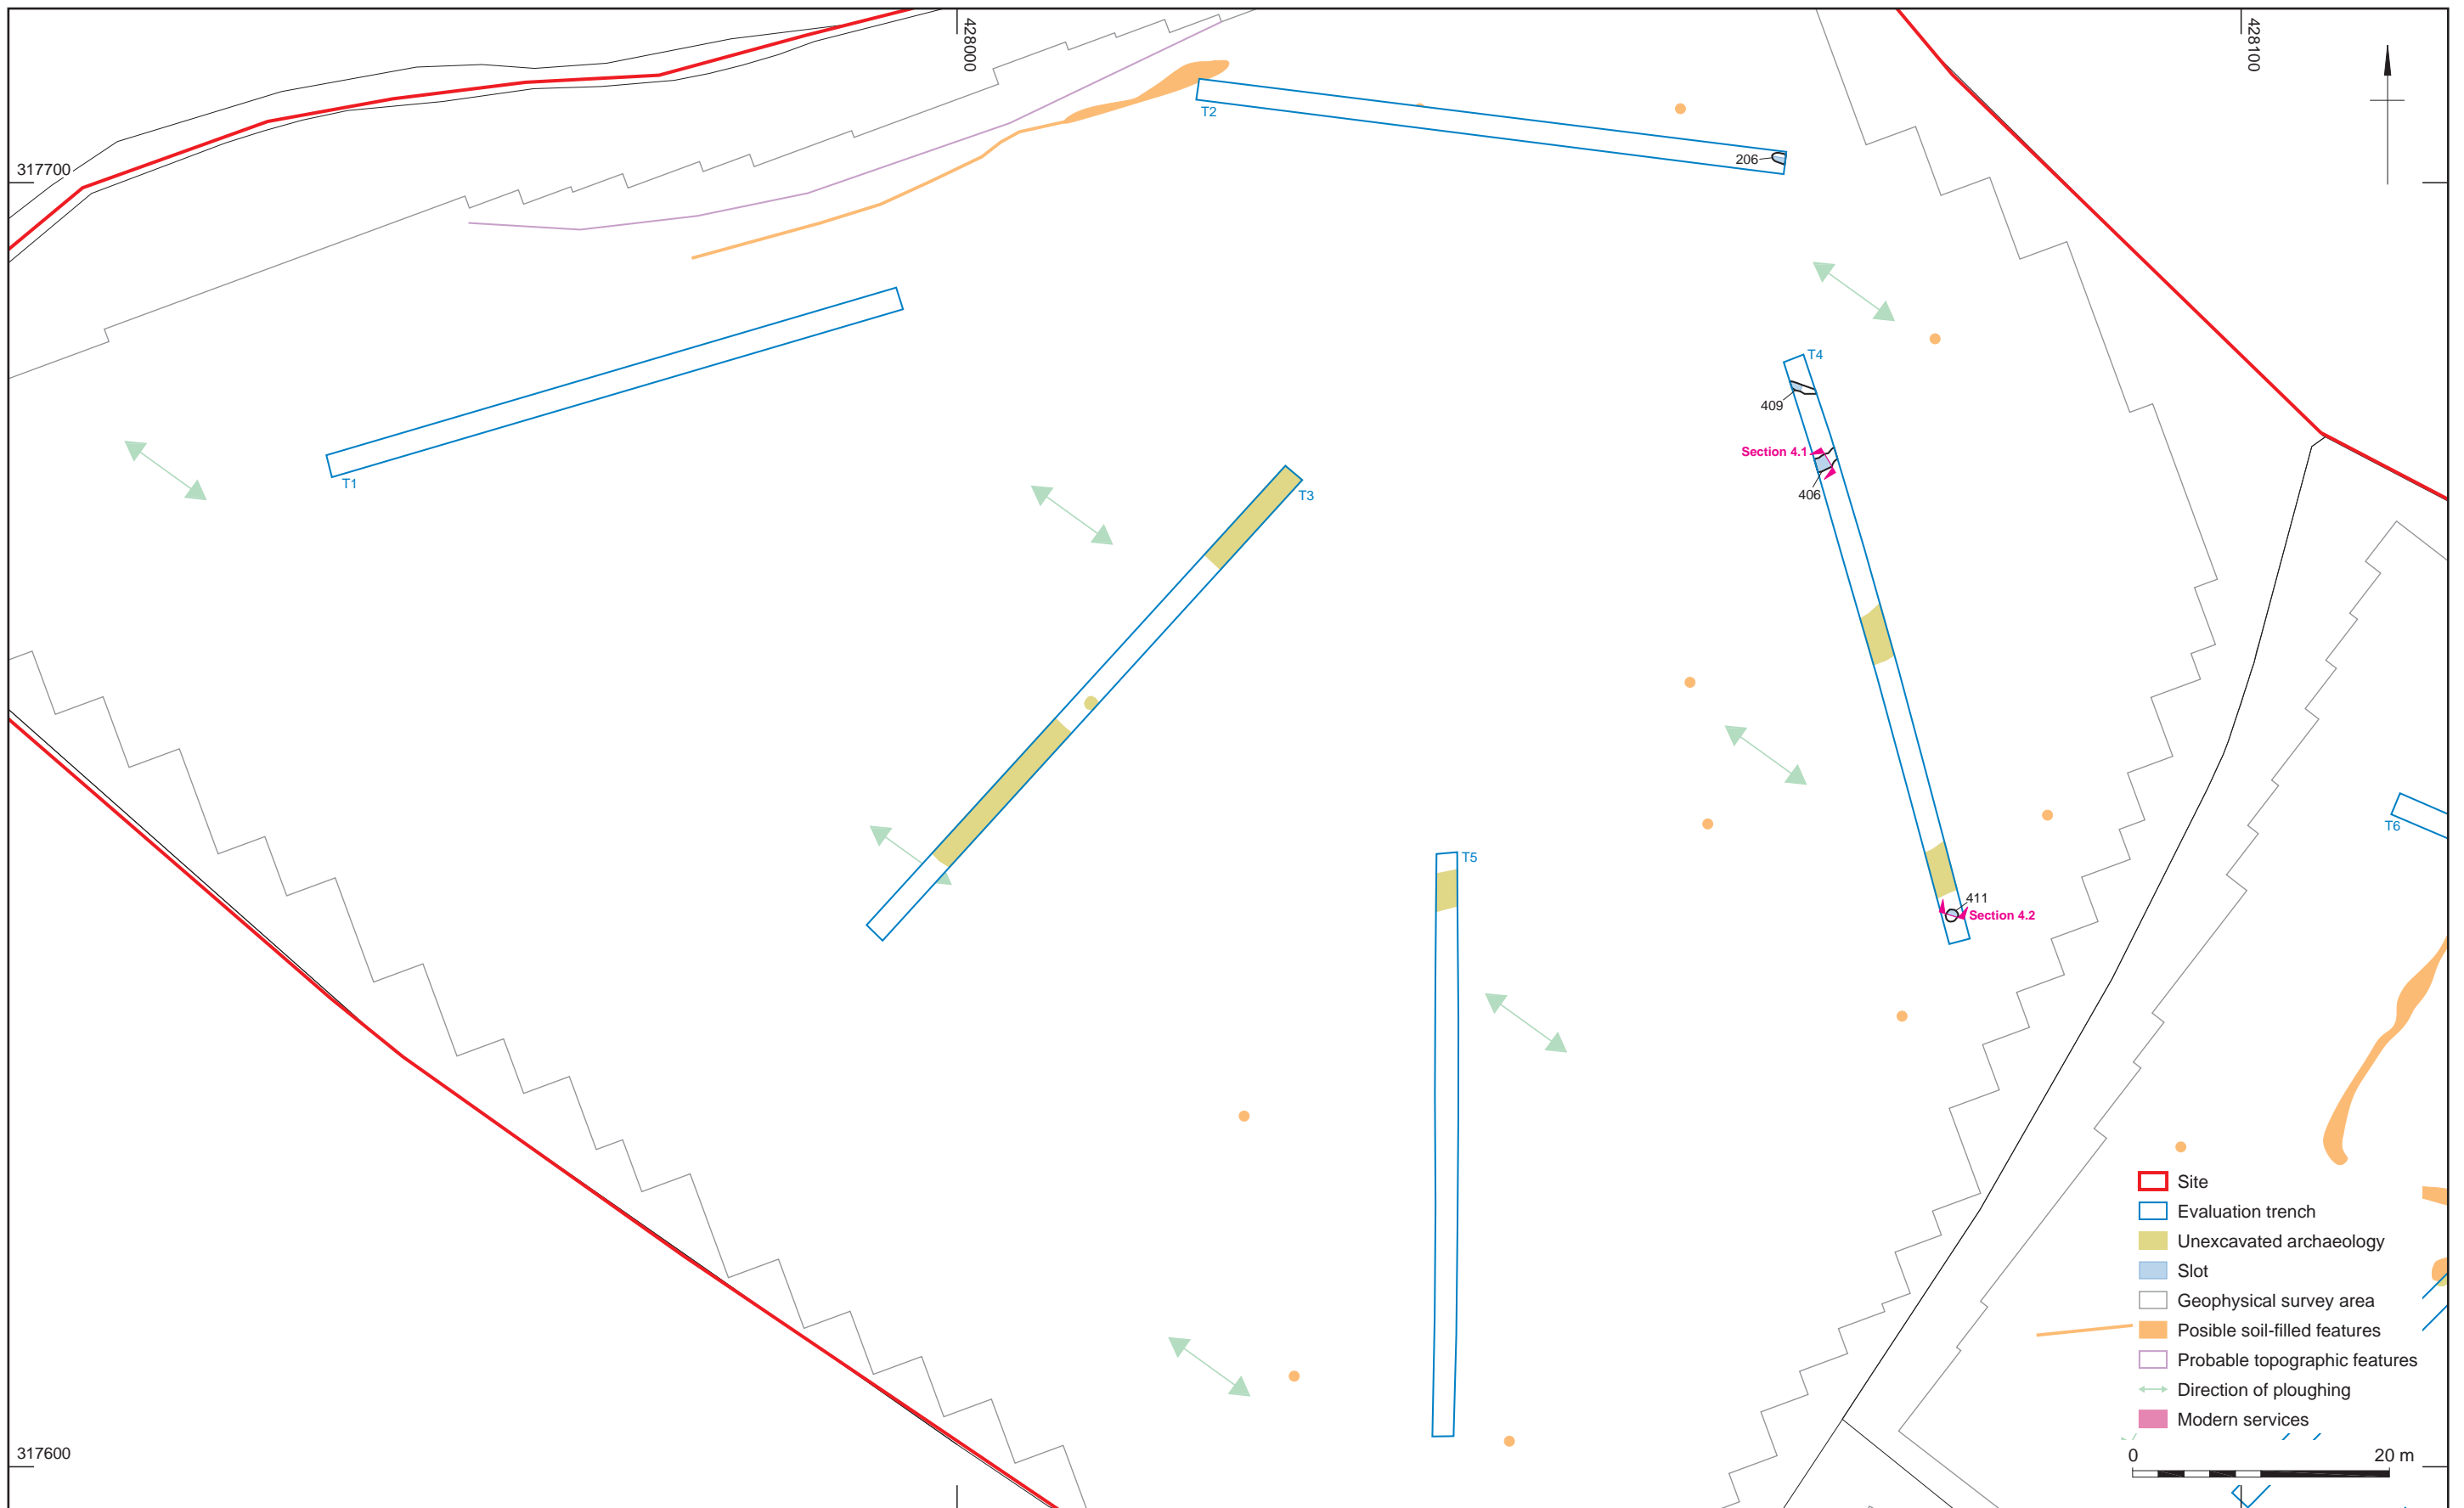 428000
428100
317700
T2
206
T1
T4
409
Section 4.1
406
T3
T5
T6
411
Section 4.2
Site
Evaluation trench
Unexcavated archaeology
Slot
Geophysical survey area
Posible soil-filled features
Probable topographic features
Direction of ploughing
Modern services
317600
0 20 m